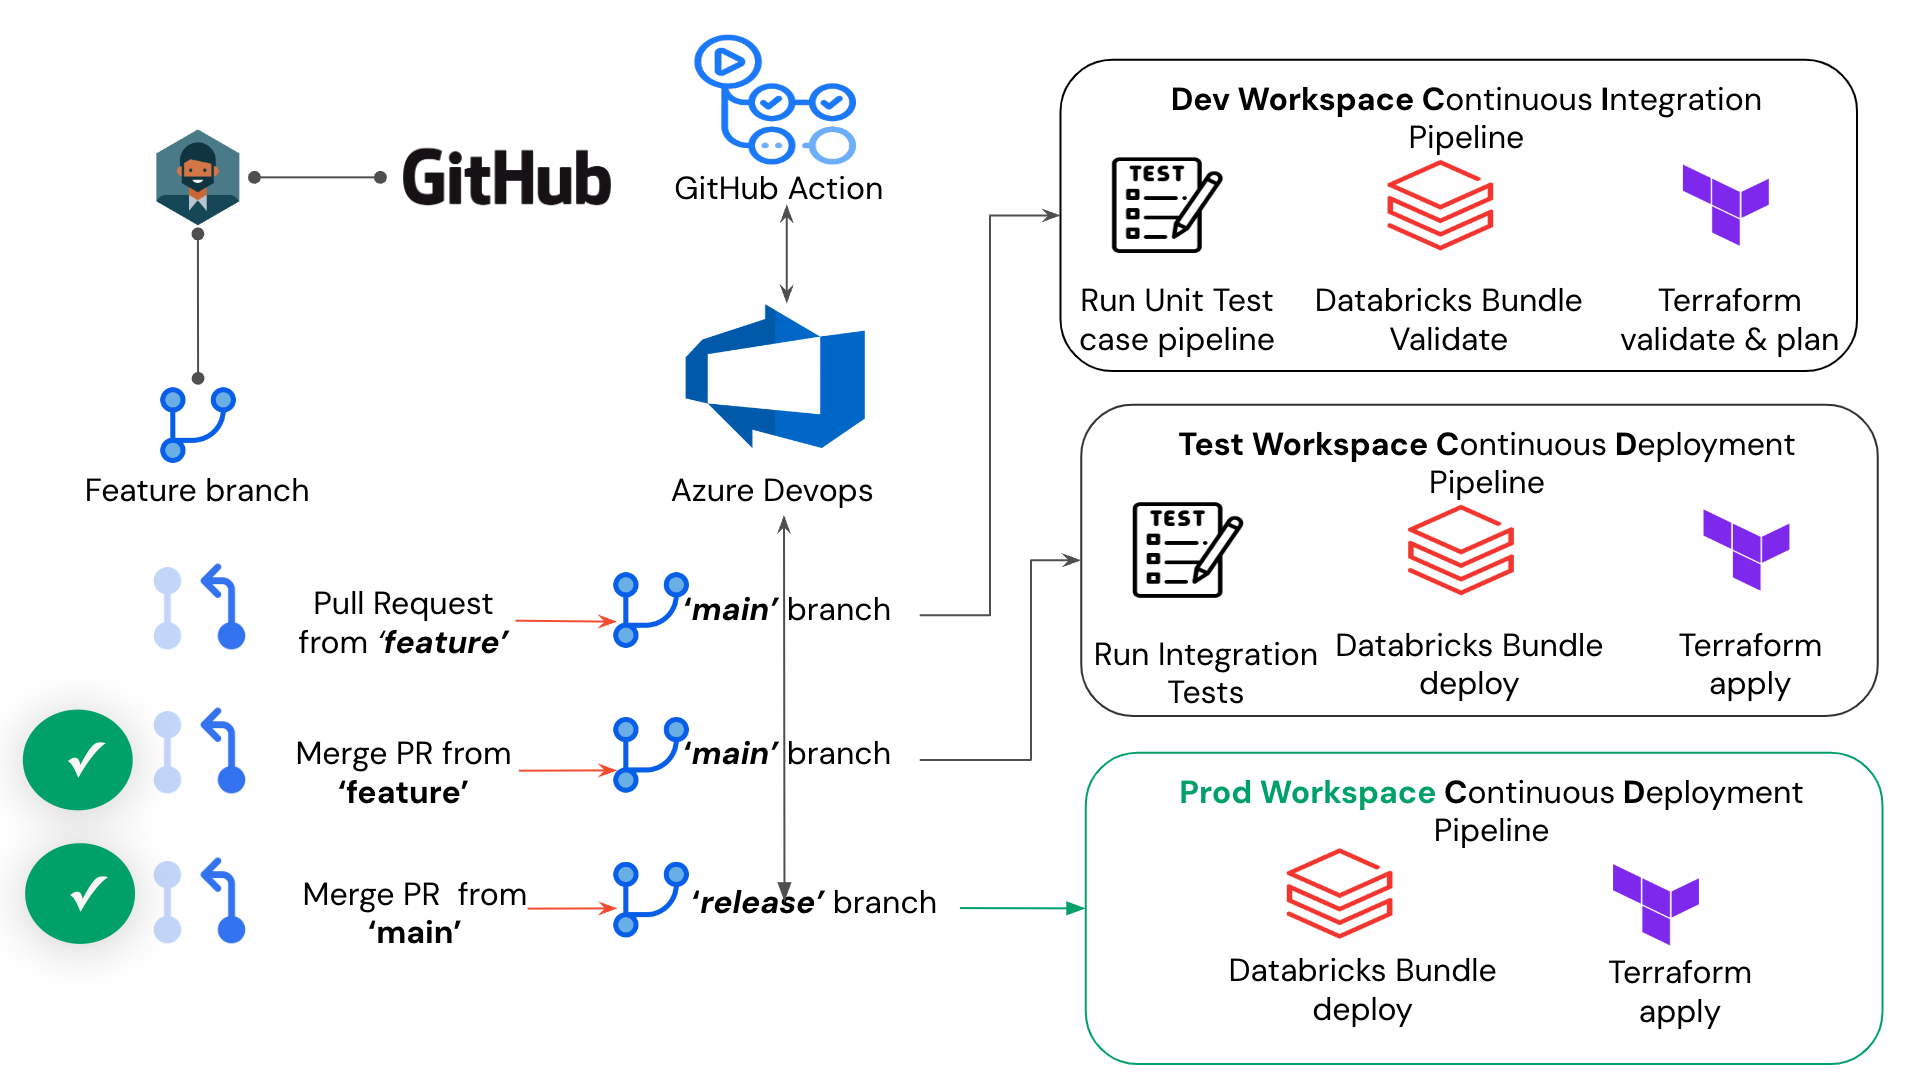 GitHub
GitHub Action
Feature branch
Azure Devops
Pull Request
from ‘feature’
‘main’ branch
Merge PR from
‘feature’
‘main’ branch
Merge PR from
‘main’
‘release’ branch
Dev Workspace Continuous Integration
Pipeline
TEST
Run Unit Test
case pipeline
Databricks Bundle
Validate
Terraform
validate & plan
Test Workspace Continuous Deployment
Pipeline
TEST
Run Integration
Tests
Databricks Bundle
deploy
Terraform
apply
Prod Workspace Continuous Deployment
Pipeline
Databricks Bundle
deploy
Terraform
apply